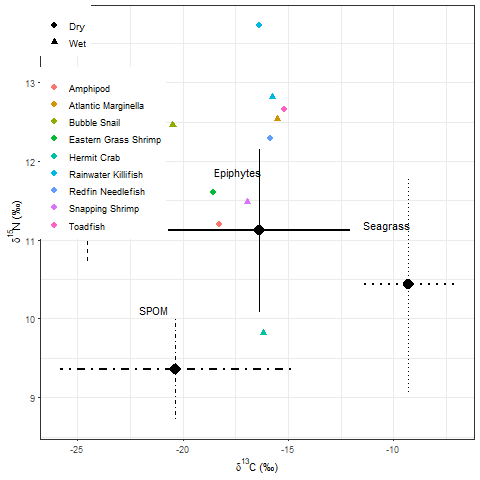 Dry
Wet
Amphipod
Atlantic Marginella
Bubble Snail
Eastern Grass Shrimp
Hermit Crab
Rainwater Killifish
Redfin Needlefish
Snapping Shrimp
Toadfish
Epiphytes
Seagrass
SPOM
13
12
11
10
9
δ15N (‰)
-25
-20
-15
-10
δ13C (‰)